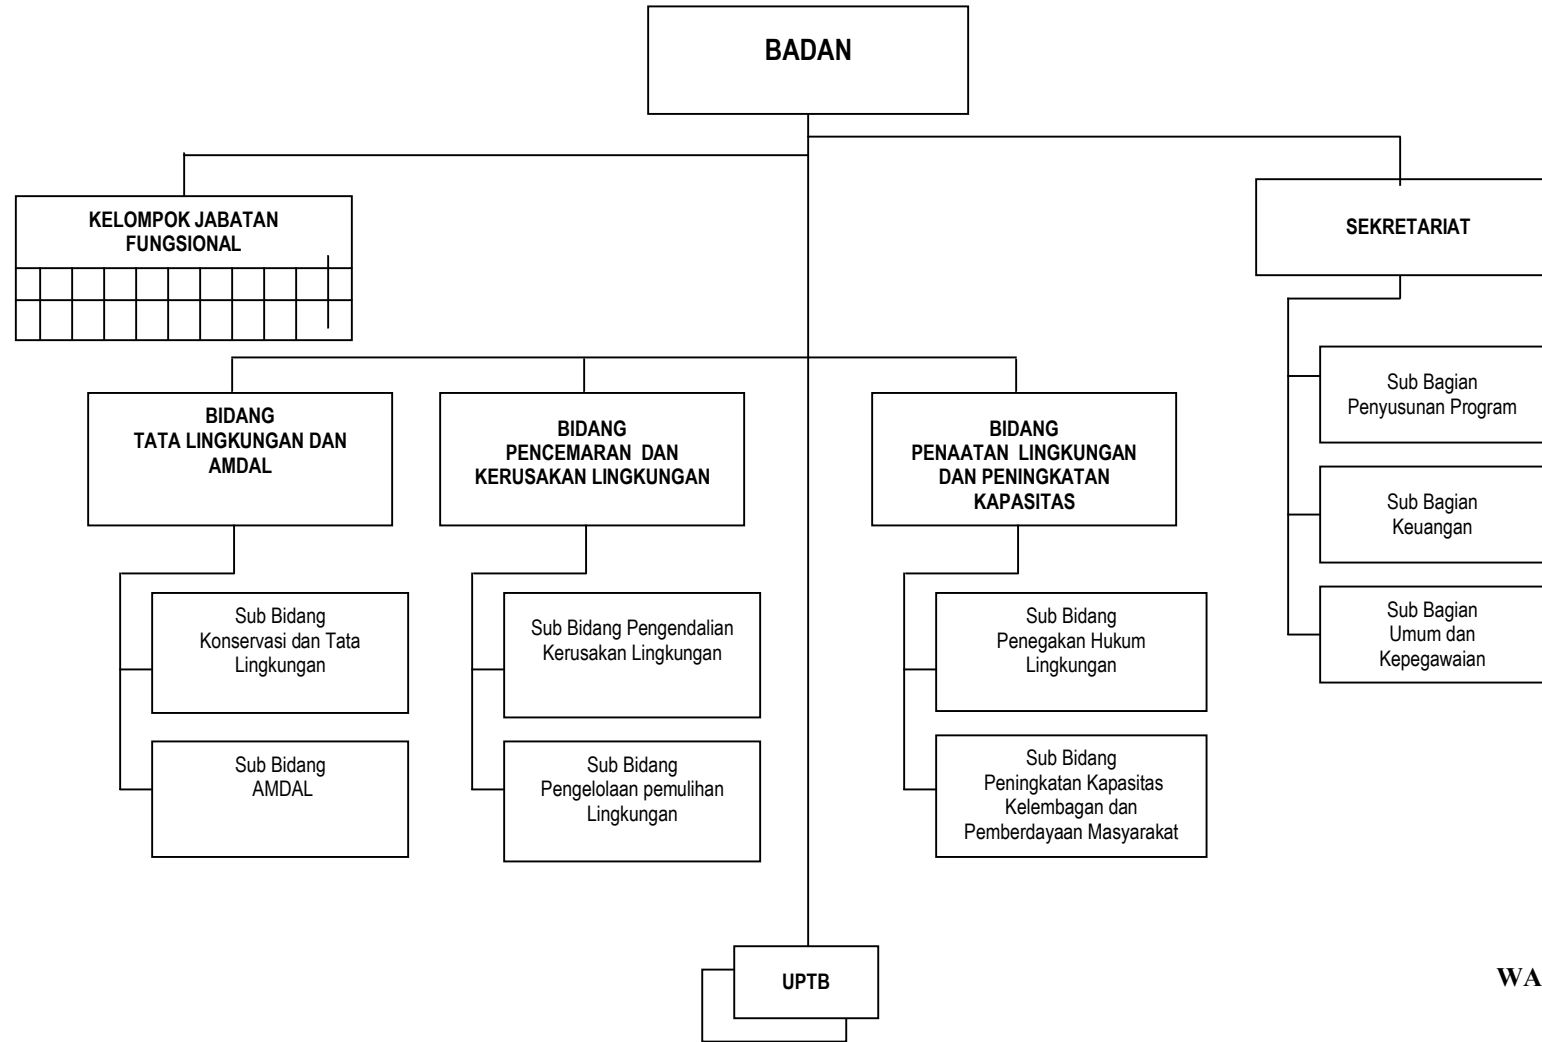 BADAN
KELOMPOK JABATAN
FUNGSIONAL
SEKRETARIAT
Sub Bagian
Penyusunan Program
Sub Bagian
Keuangan
Sub Bagian
Umum dan
Kepegawaian
BIDANG
TATA LINGKUNGAN DAN
AMDAL
BIDANG
PENCEMARAN DAN
KERUSAKAN LINGKUNGAN
BIDANG
PENAATAN LINGKUNGAN
DAN PENINGKATAN
KAPASITAS
Sub Bidang
Konservasi dan Tata
Lingkungan
Sub Bidang
AMDAL
Sub Bidang Pengendalian
Kerusakan Lingkungan
Sub Bidang
Pengelolaan pemulihan
Lingkungan
Sub Bidang
Penegakan Hukum
Lingkungan
Sub Bidang
Peningkatan Kapasitas
Kelembagan dan
Pemberdayaan Masyarakat
UPTB
WA